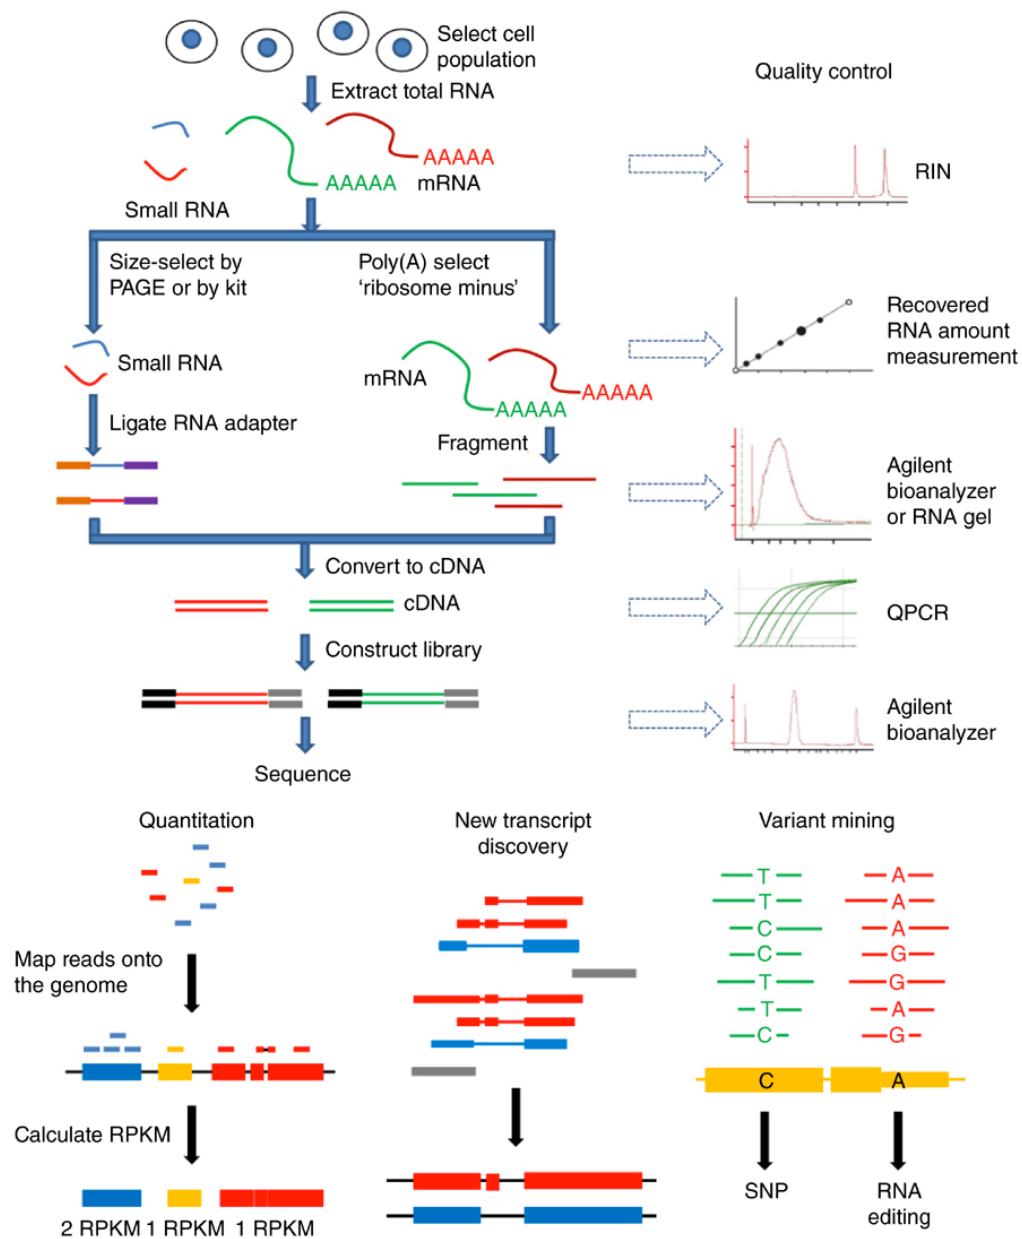 Select cell
population
Extract total RNA
AAAAA
AAAAA
mRNA
Small RNA
Size-select by
PAGE or by kit
Poly(A) select
‘ribosome minus’
Small RNA
mRNA
AAAAA
AAAAA
Ligate RNA adapter
Fragment
Convert to cDNA
cDNA
Construct library
Sequence
Quality control
RIN
Recovered
RNA amount
measurement
Agilent
bioanalyzer
or RNA gel
QPCR
Agilent
bioanalyzer
Quantitation
Map reads onto
the genome
Calculate RPKM
2 RPKM 1 RPKM 1 RPKM
New transcript
discovery
Variant mining
T A
T A
C A
C G
T G
T A
C G
C A
SNP
RNA
editing